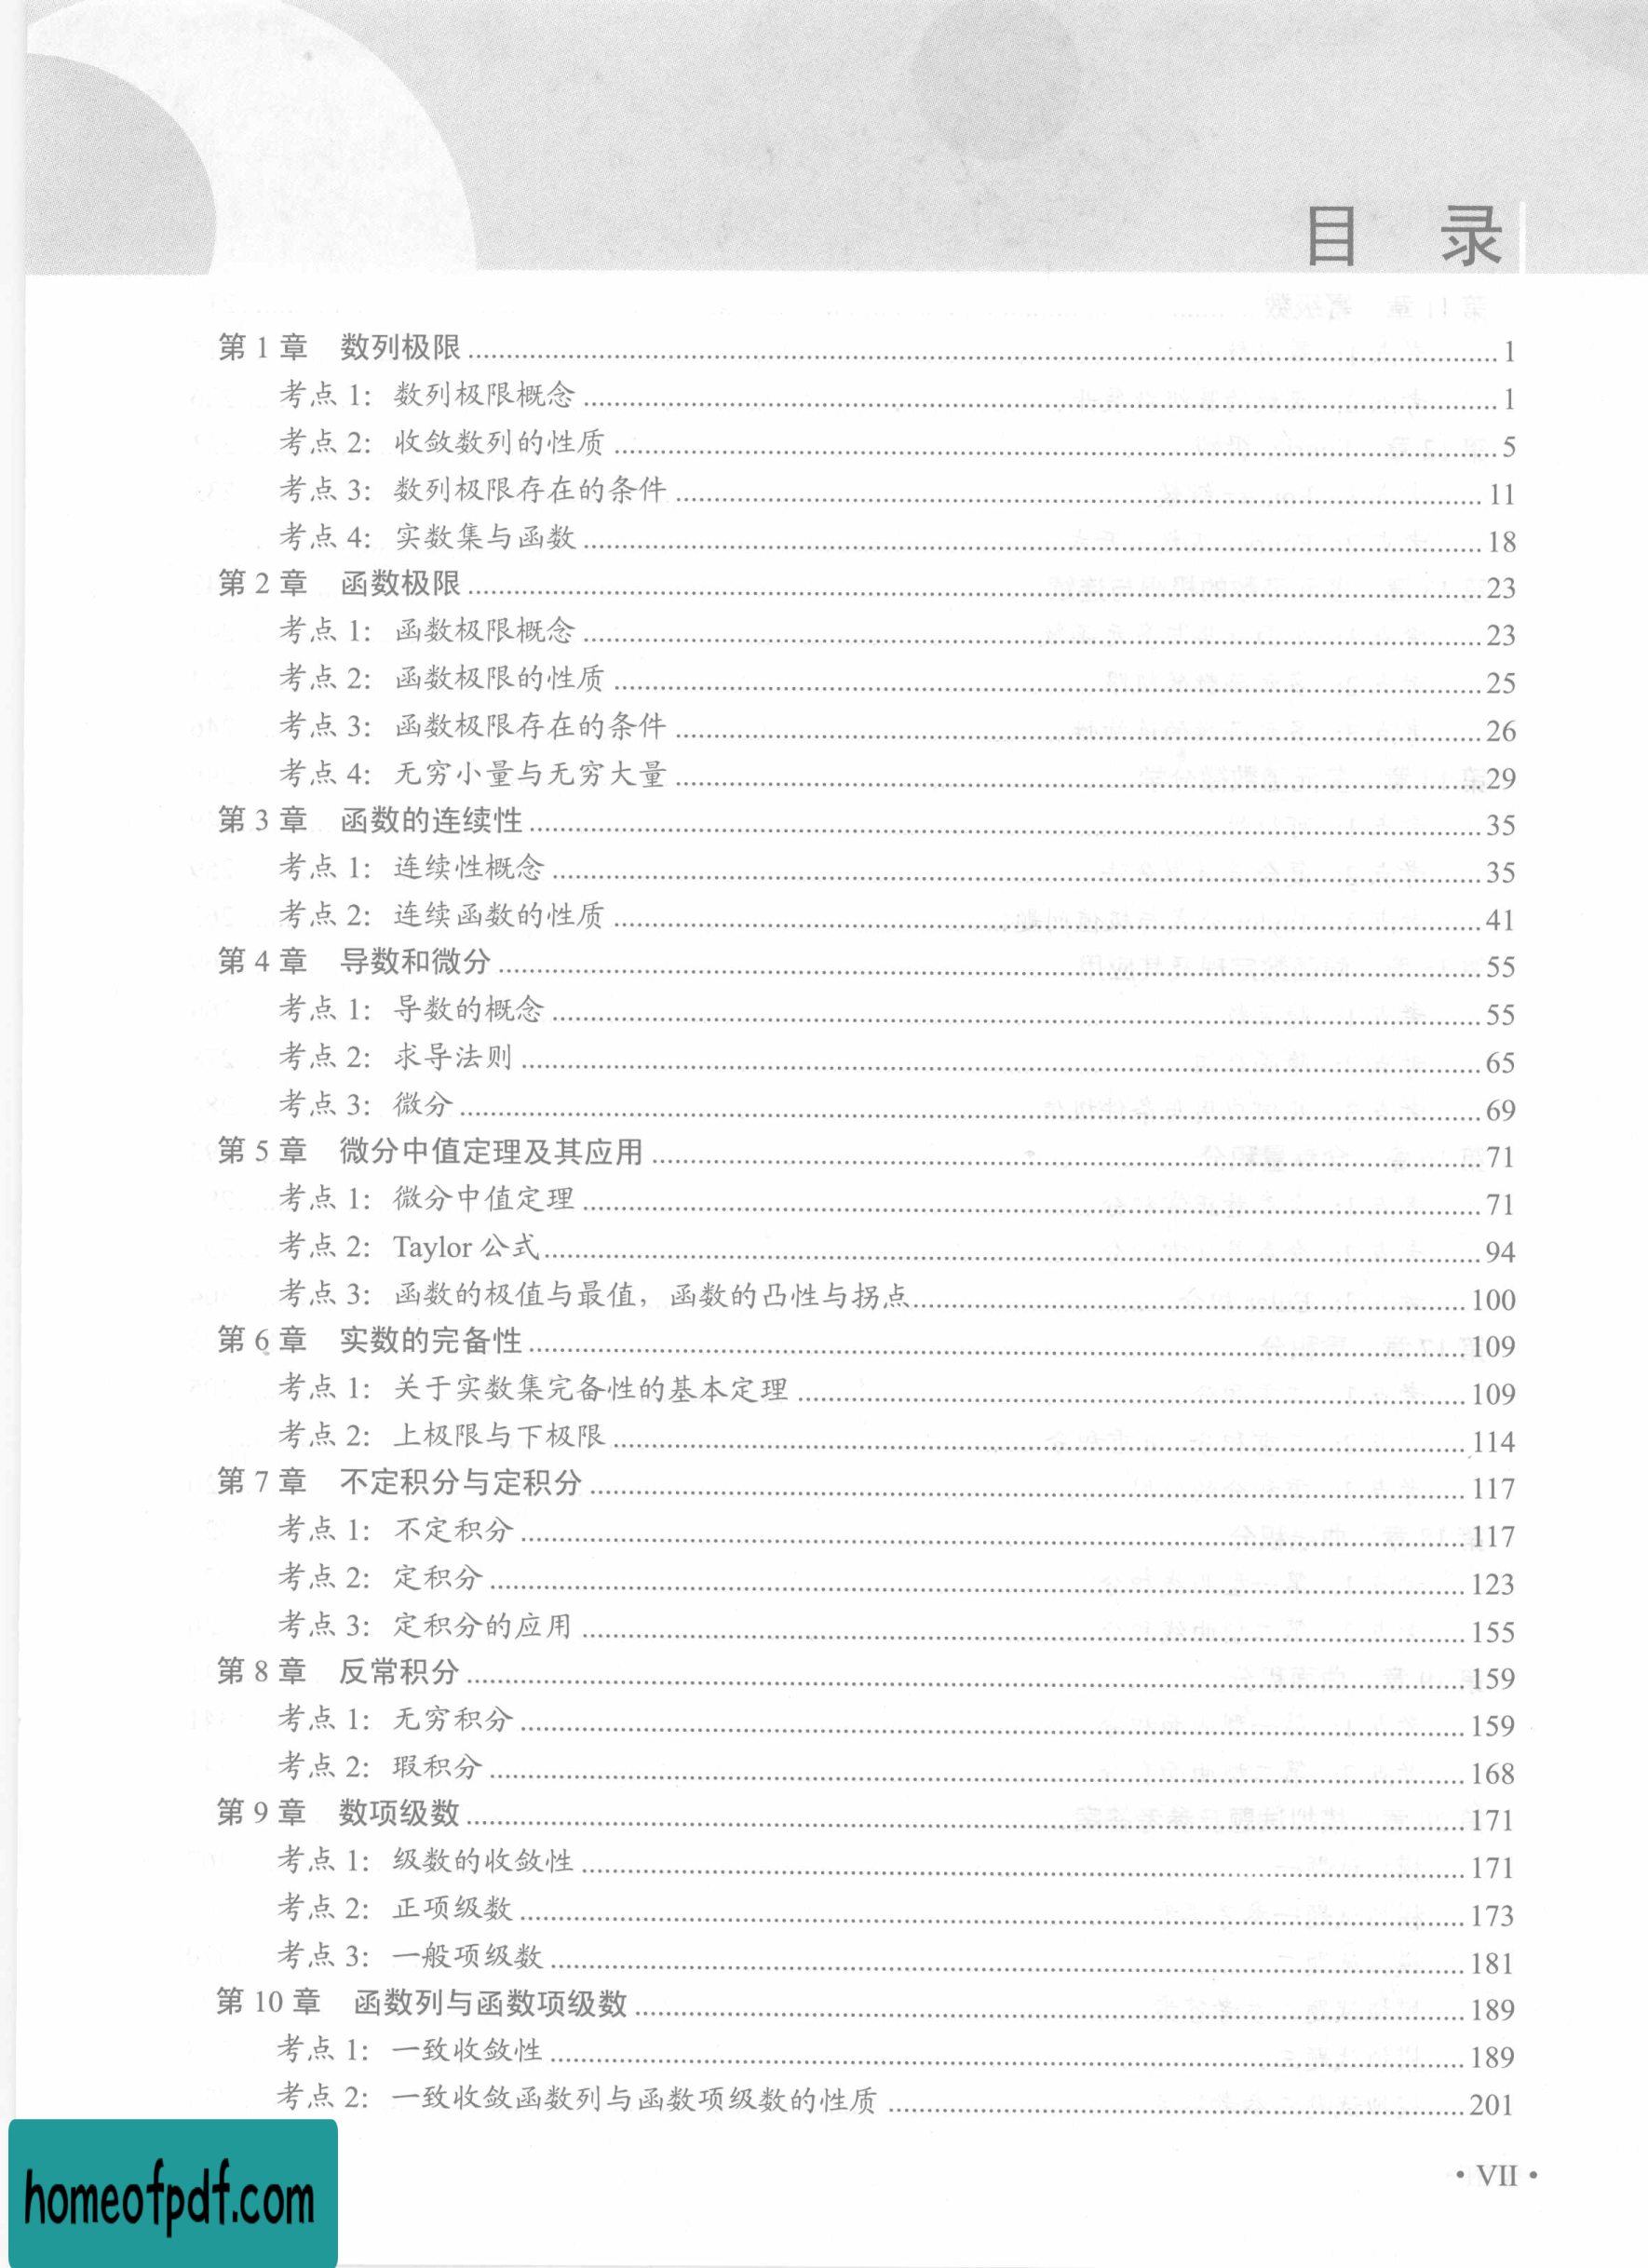 目 录
第 1 章 数列极限 1
考点 1: 数列极限概念 1
考点 2: 收敛数列的性质 5
考点 3: 数列极限存在的条件 11
考点 4: 实数集与函数 18
第 2 章 函数极限 23
考点 1: 函数极限概念 23
考点 2: 函数极限的性质 25
考点 3: 函数极限存在的条件 26
考点 4: 无穷小量与无穷大量 29
第 3 章 函数的连续性 35
考点 1: 连续性概念 35
考点 2: 连续函数的性质 41
第 4 章 导数和微分 55
考点 1: 导数的概念 55
考点 2: 求导法则 65
考点 3: 微分 69
第 5 章 微分中值定理及其应用 71
考点 1: 微分中值定理 71
考点 2: Taylor 公式 94
考点 3: 函数的极值与最值，函数的凸性与拐点 100
第 6 章 实数的完备性 109
考点 1: 关于实数集完备性的基本定理 109
考点 2: 上极限与下极限 114
第 7 章 不定积分与定积分 117
考点 1: 不定积分 117
考点 2: 定积分 123
考点 3: 定积分的应用 155
第 8 章 反常积分 159
考点 1: 无穷积分 159
考点 2: 瑕积分 168
第 9 章 数项级数 171
考点 1: 级数的收敛性 171
考点 2: 正项级数 173
考点 3: 一般项级数 181
第 10 章 函数列与函数项级数 189
考点 1: 一致收敛性 189
考点 2: 一致收敛函数列与函数项级数的性质 201
• VII •
homeofpdf.com